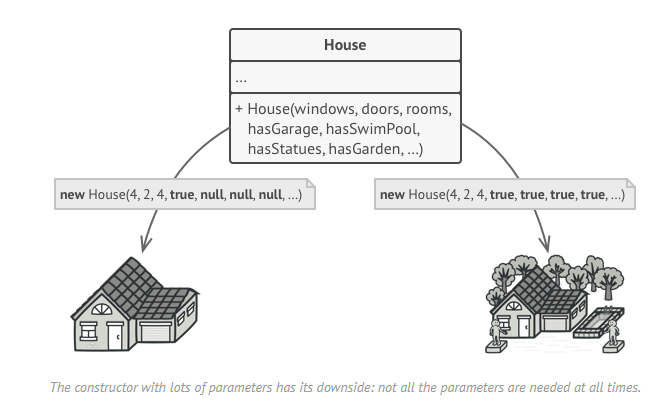 House
...
+ House(windows, doors, rooms,
hasGarage, hasSwimPool,
hasStatues, hasGarden, ...)
new House(4, 2, 4, true, null, null, null, ...)
new House(4, 2, 4, true, true, true, true, ...)
The constructor with lots of parameters has its downside: not all the parameters are needed at all times.